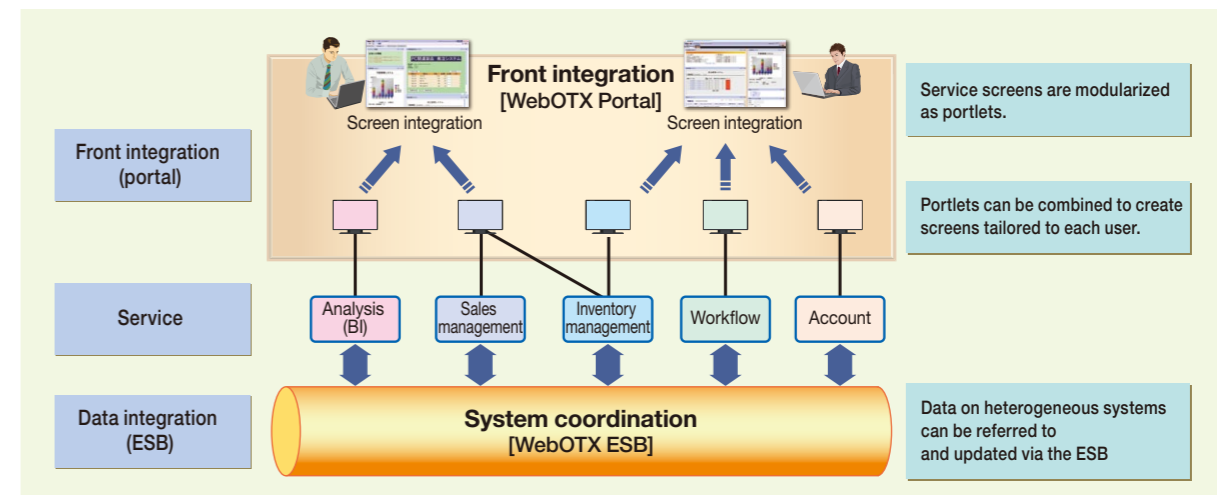 Front integration
[WebOTX Portal]
Screen integration
Screen integration
Service screens are modularized
as portlets.
Front integration
(portal)
Portlets can be combined to create
screens tailored to each user.
Service
Analysis
(BI)
Sales
management
Inventory
management
Workflow
Account
Data integration
(ESB)
System coordination
[WebOTX ESB]
Data on heterogeneous systems
can be referred to
and updated via the ESB